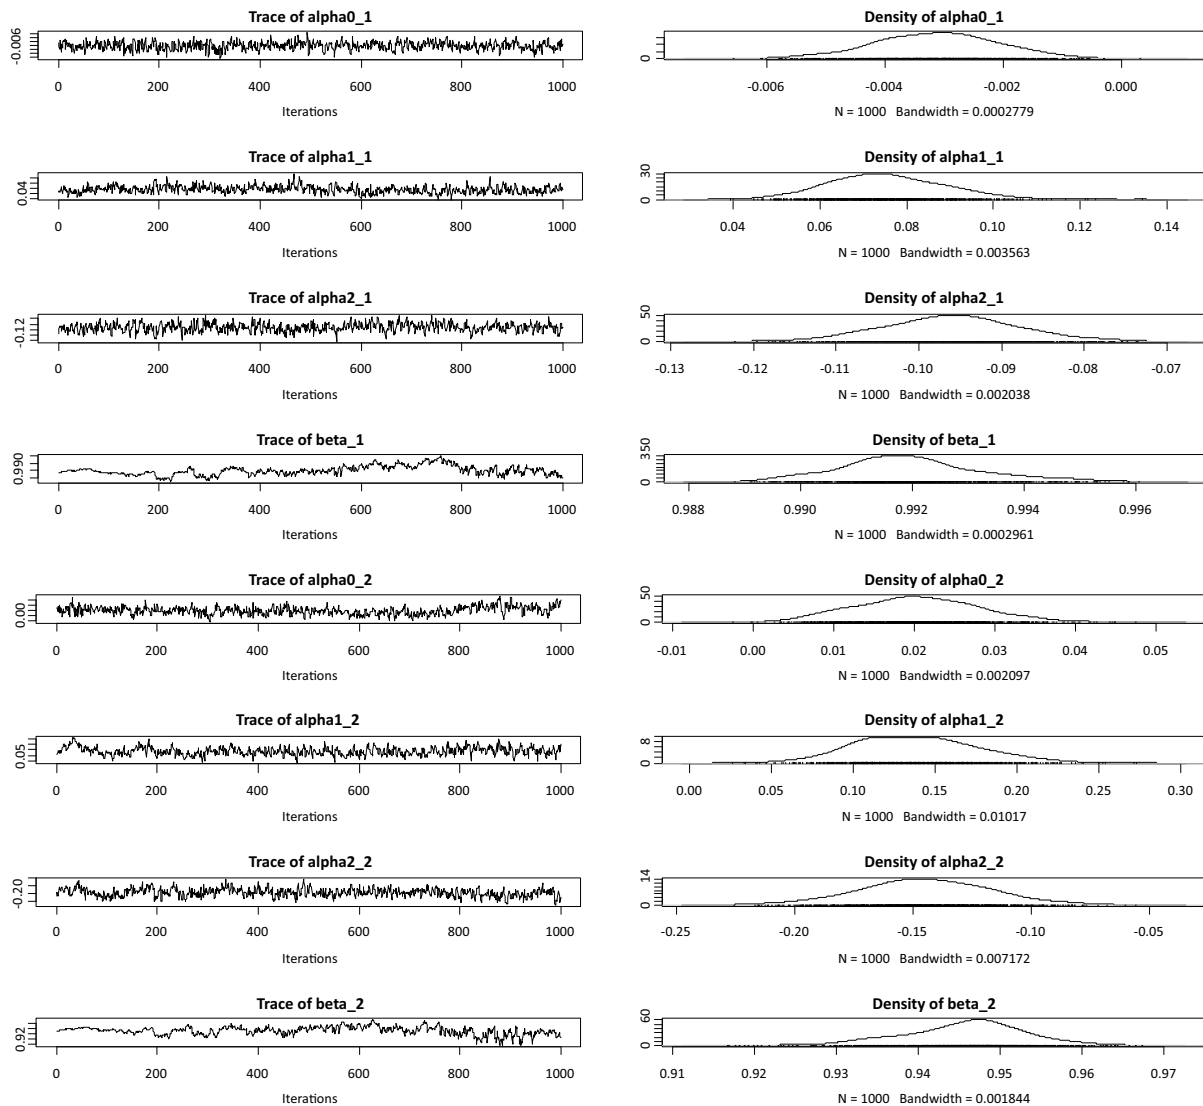 Trace of alpha0_1
-0.006
0 200 400 600 800 1000
Iterations
Density of alpha0_1
0
-0.006 -0.004 -0.002 0.000
N = 1000 Bandwidth = 0.0002779
Trace of alpha1_1
0.04
0 200 400 600 800 1000
Iterations
Density of alpha1_1
0 30
0.04 0.06 0.08 0.10 0.12 0.14
N = 1000 Bandwidth = 0.003563
Trace of alpha2_1
-0.12
0 200 400 600 800 1000
Iterations
Density of alpha2_1
0 50
-0.13 -0.12 -0.11 -0.10 -0.09 -0.08 -0.07
N = 1000 Bandwidth = 0.002038
Trace of beta_1
0.990
0 200 400 600 800 1000
Iterations
Density of beta_1
0 350
0.988 0.990 0.992 0.994 0.996
N = 1000 Bandwidth = 0.0002961
Trace of alpha0_2
0.00
0 200 400 600 800 1000
Iterations
Density of alpha0_2
0 50
-0.01 0.00 0.01 0.02 0.03 0.04 0.05
N = 1000 Bandwidth = 0.002097
Trace of alpha1_2
0.05
0 200 400 600 800 1000
Iterations
Density of alpha1_2
0 8
0.00 0.05 0.10 0.15 0.20 0.25 0.30
N = 1000 Bandwidth = 0.01017
Trace of alpha2_2
-0.20
0 200 400 600 800 1000
Iterations
Density of alpha2_2
0 14
-0.25 -0.20 -0.15 -0.10 -0.05
N = 1000 Bandwidth = 0.007172
Trace of beta_2
0.92
0 200 400 600 800 1000
Iterations
Density of beta_2
0 60
0.91 0.92 0.93 0.94 0.95 0.96 0.97
N = 1000 Bandwidth = 0.001844